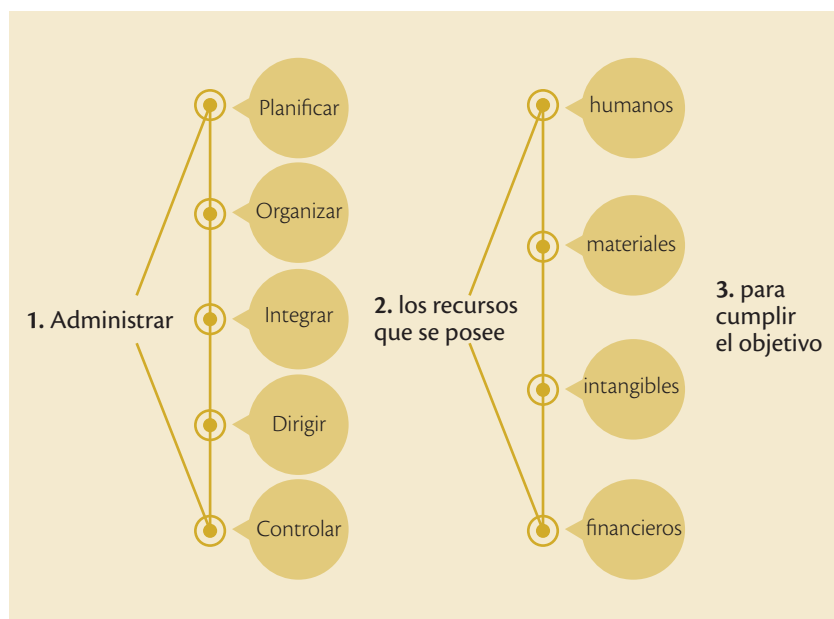 1. Administrar
Planificar
Organizar
Integrar
Dirigir
Controlar
2. los recursos
que se posee
humanos
materiales
intangibles
financieros
3. para
cumplir
el objetivo